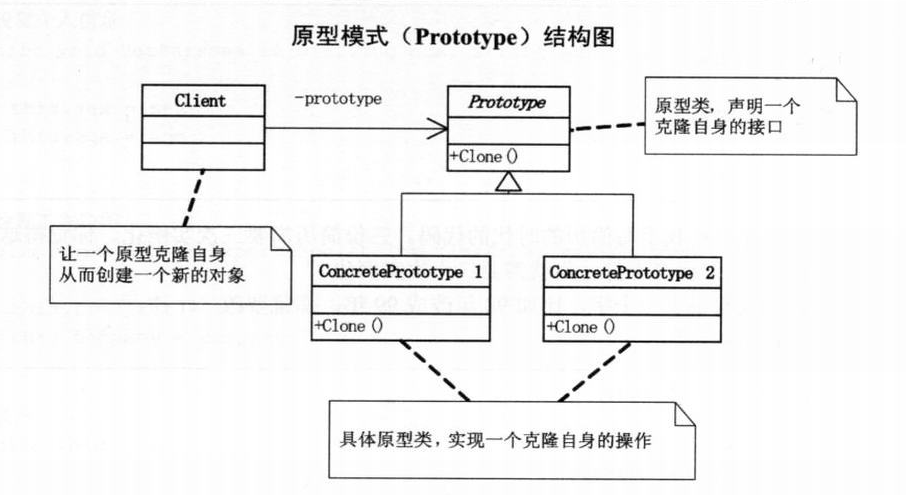 原型模式（Prototype）结构图
Client
-prototype
Prototype
+Clone()
原型类，声明一个
克隆自身的接口
让一个原型克隆自身
从而创建一个新的对象
ConcretePrototype 1
+Clone()
ConcretePrototype 2
+Clone()
具体原型类，实现一个克隆自身的操作